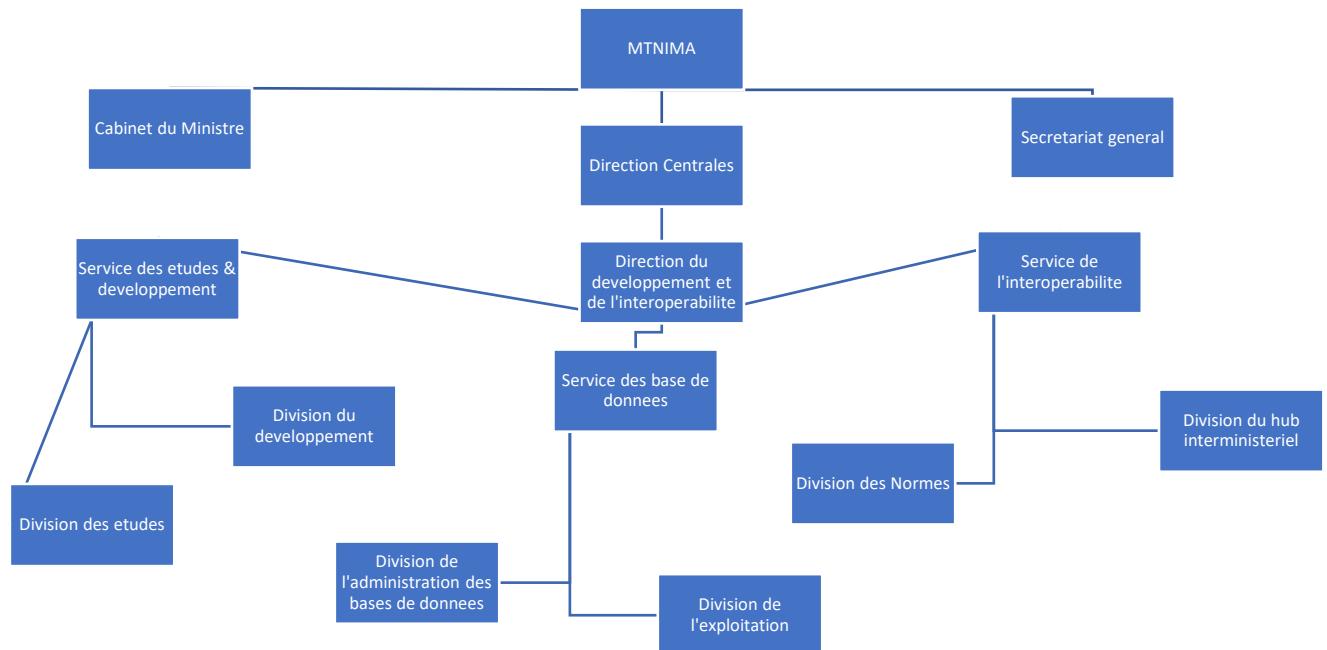 MTNIMA
Cabinet du Ministre
Direction Centrales
Secretariat general
Service des etudes &
developpement
Direction du
developpement et
de l'interoperabilite
Service de
l'interoperabilite
Service des base de
donnees
Division du
developpement
Division du hub
interministeriel
Division des Normes
Division des etudes
Division de
l'administration des
bases de donnees
Division de
l'exploitation